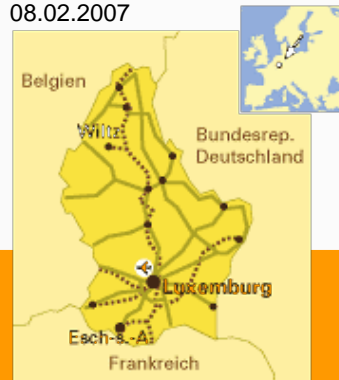 08.02.2007
Belgien
Wiltz
Bundesrep.
Deutschland
Luxemburg
Esch-s.-A.
Frankreich